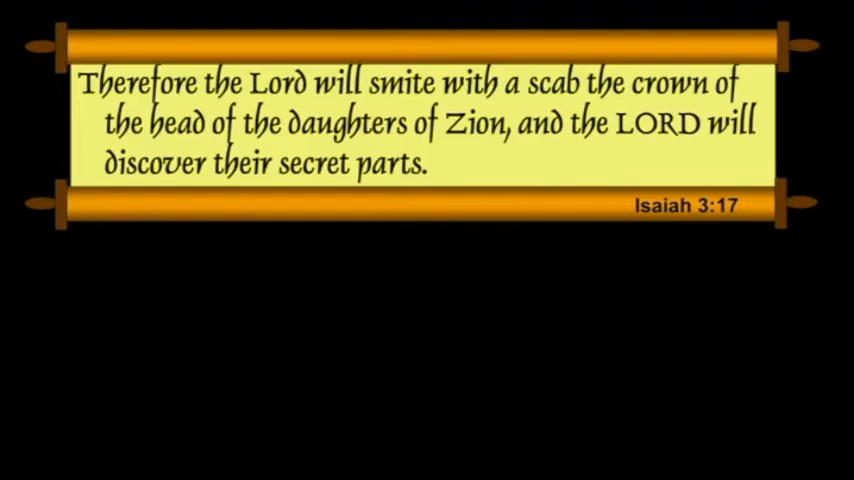 Therefore the Lord will smite with a scab the crown of
the head of the daughters of Zion, and the LORD will
discover their secret parts.
Isaiah 3:17